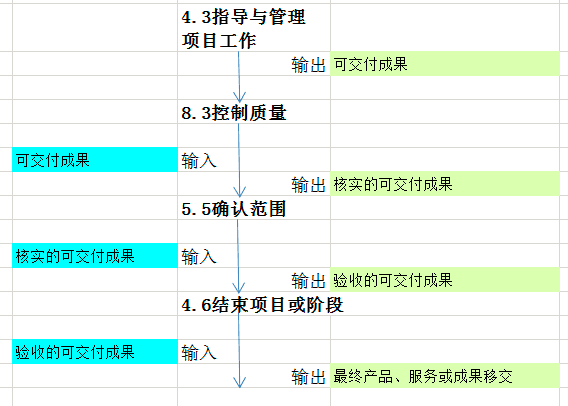 4.3指导与管理
项目工作
输出 可交付成果
8.3控制质量
可交付成果 输入
输出 核实的可交付成果
5.5确认范围
核实的可交付成果 输入
输出 验收的可交付成果
4.6结束项目或阶段
验收的可交付成果 输入
输出 最终产品、服务或成果移交